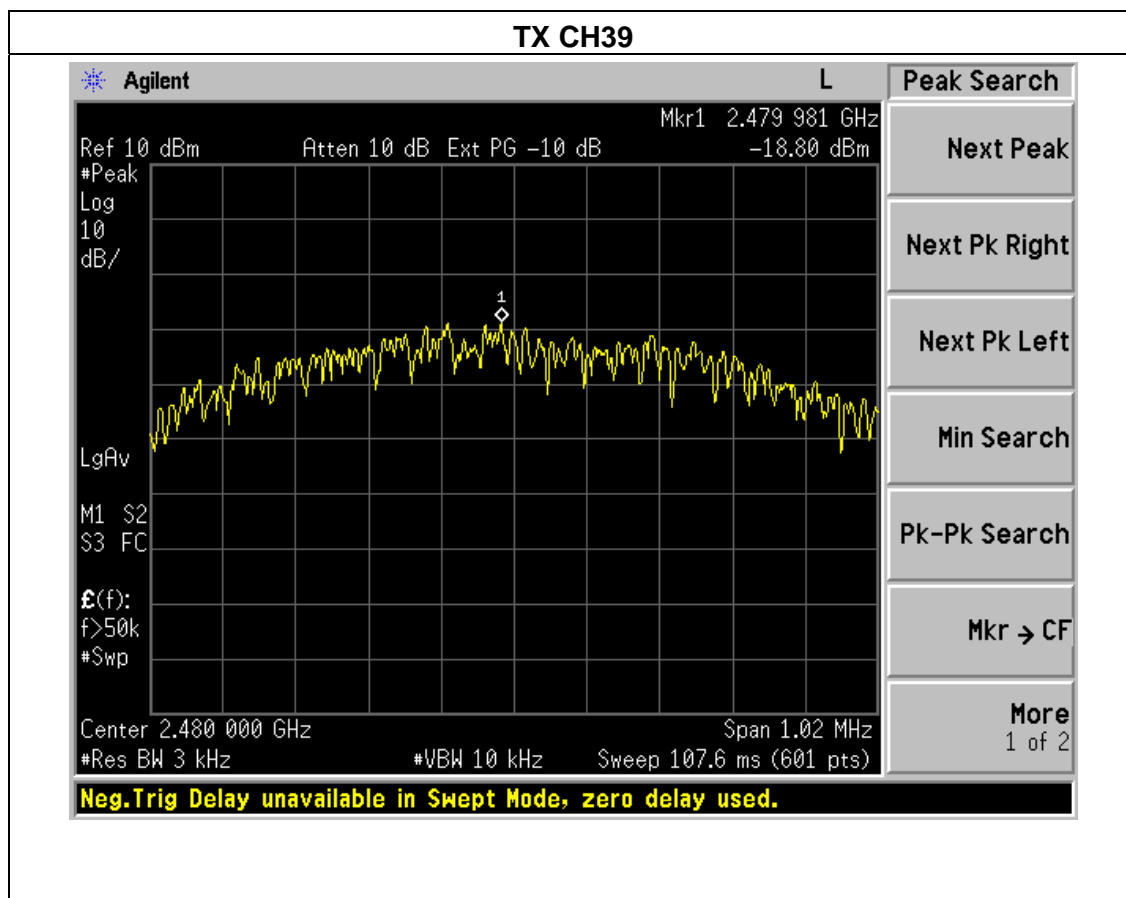 TX CH39
Agilent L Peak Search
Mkr1 2.479 981 GHz
Ref 10 dBm Atten 10 dB Ext PG -10 dB -18.80 dBm
#Peak
Log
10
dB/
1
LgAv
M1 S2
S3 FC
£(f):
f>50k
#Swp
Center 2.480 000 GHz Span 1.02 MHz
#Res BW 3 kHz #VBW 10 kHz Sweep 107.6 ms (601 pts)
Neg.Trig Delay unavailable in Swept Mode, zero delay used.
Next Peak
Next Pk Right
Next Pk Left
Min Search
Pk-Pk Search
Mkr → CF
More
1 of 2